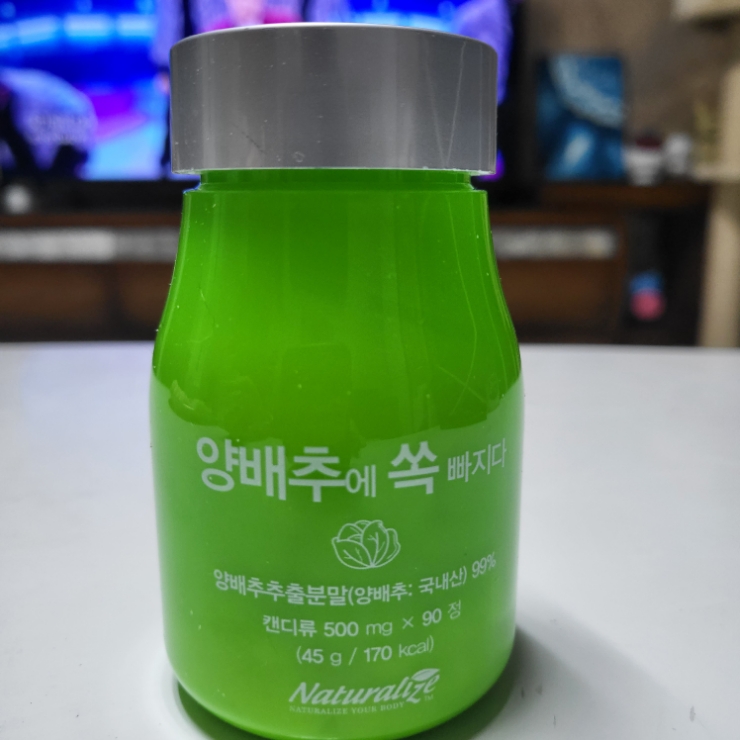 양배추에 쏙 빠지다
양배추추출분말(양배추: 국내산) 99%
캔디류 500 mg × 90 정
(45 g / 170 kcal)
Naturalize
NATURALIZE YOUR BODY TM